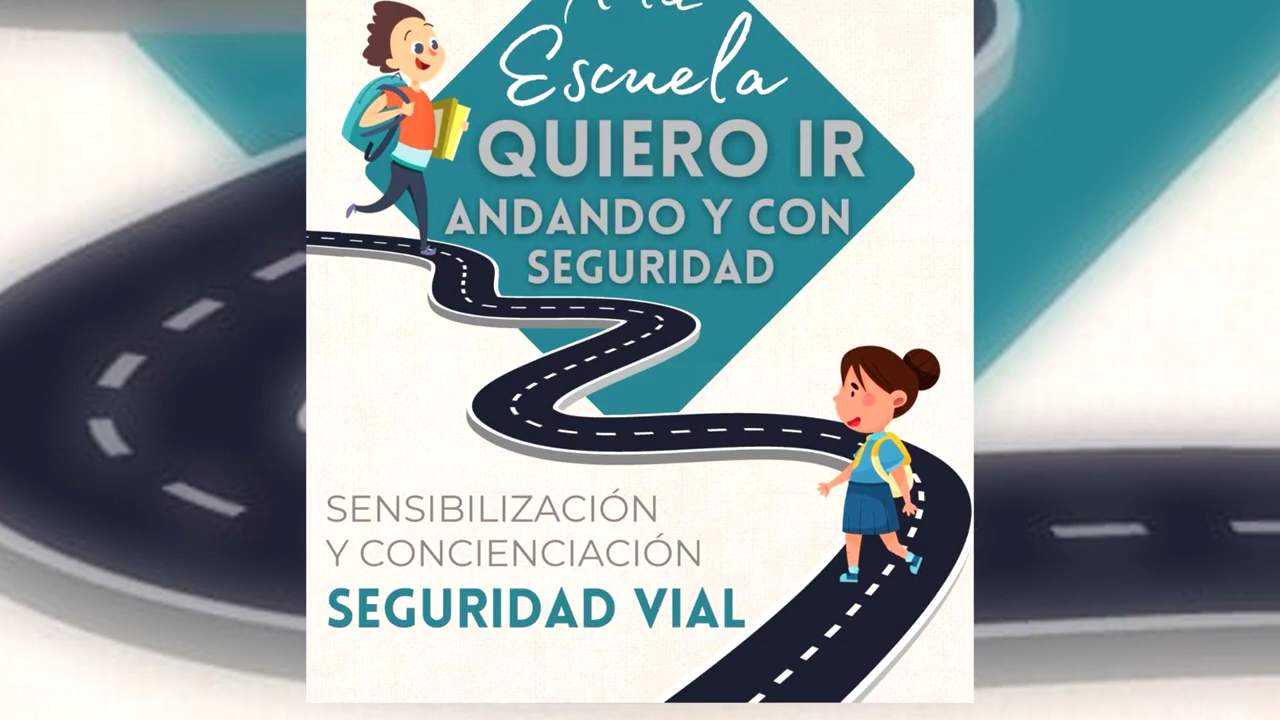 Escuela
QUIERO IR
ANDANDO Y CON
SEGURIDAD
SENSIBILIZACIÓN
Y CONCIENCIACIÓN
SEGURIDAD VIAL